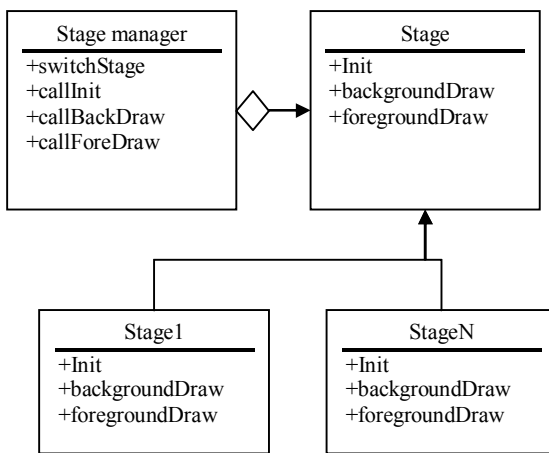 Stage manager
+switchStage
+callInit
+callBackDraw
+callForeDraw
Stage
+Init
+backgroundDraw
+foregroundDraw
Stage1
+Init
+backgroundDraw
+foregroundDraw
StageN
+Init
+backgroundDraw
+foregroundDraw